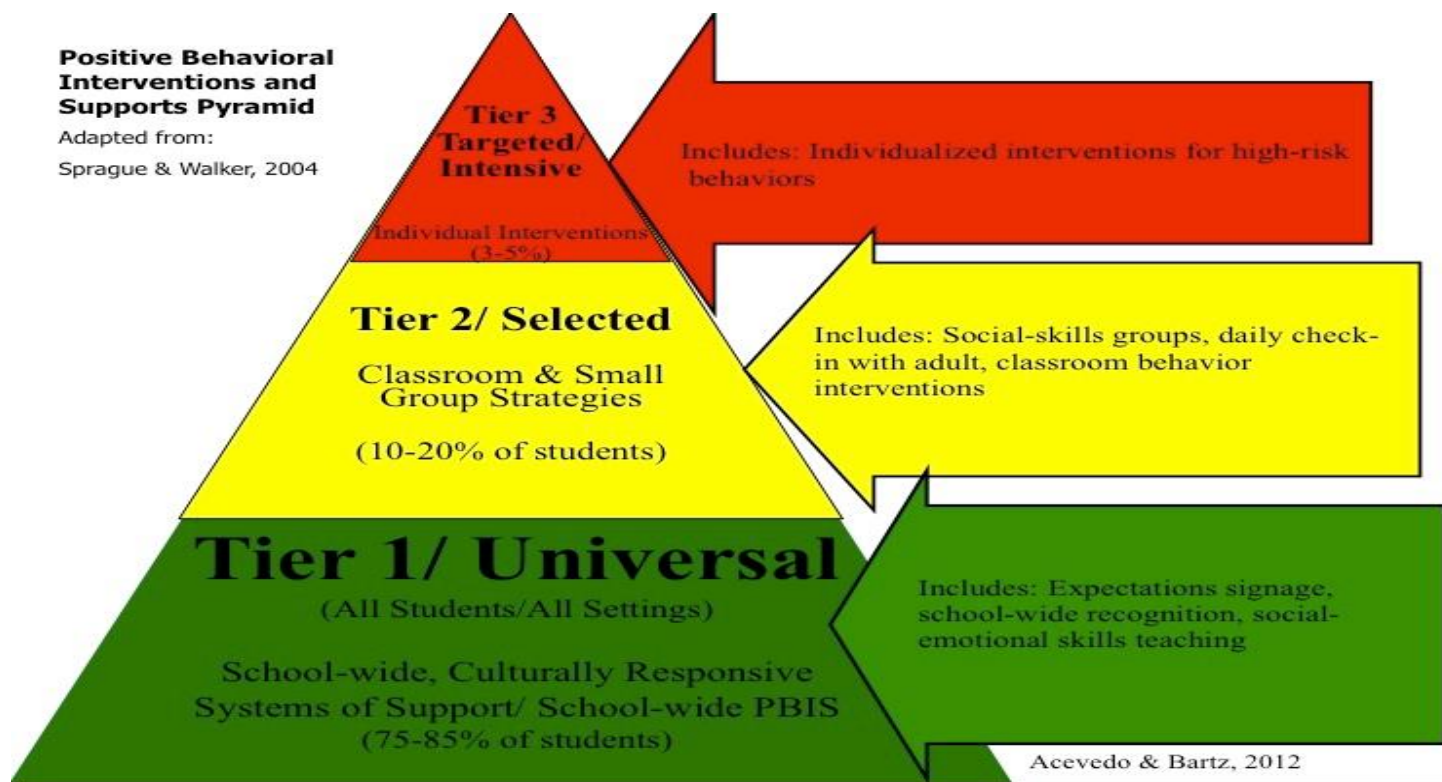 Positive Behavioral
Interventions and
Supports Pyramid
Adapted from:
Sprague & Walker, 2004
Tier 3
Targeted/
Intensive
Individual Interventions
(3-5%)
Includes: Individualized interventions for high-risk
behaviors
Tier 2/ Selected
Classroom & Small
Group Strategies
(10-20% of students)
Includes: Social-skills groups, daily check-
in with adult, classroom behavior
interventions
Tier 1/ Universal
(All Students/All Settings)
School-wide, Culturally Responsive
Systems of Support/ School-wide PBIS
(75-85% of students)
Includes: Expectations signage,
school-wide recognition, social-
emotional skills teaching
Acevedo & Bartz, 2012